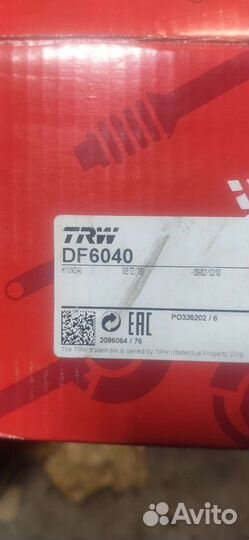 TRW
DF6040
HYUNDAI GETZ (TB) 09/02-12/10
EAC PO335202 / 6
2086064 / 76
The TRW trademark is owned by TRW Intellectual Property Corp.
Avito